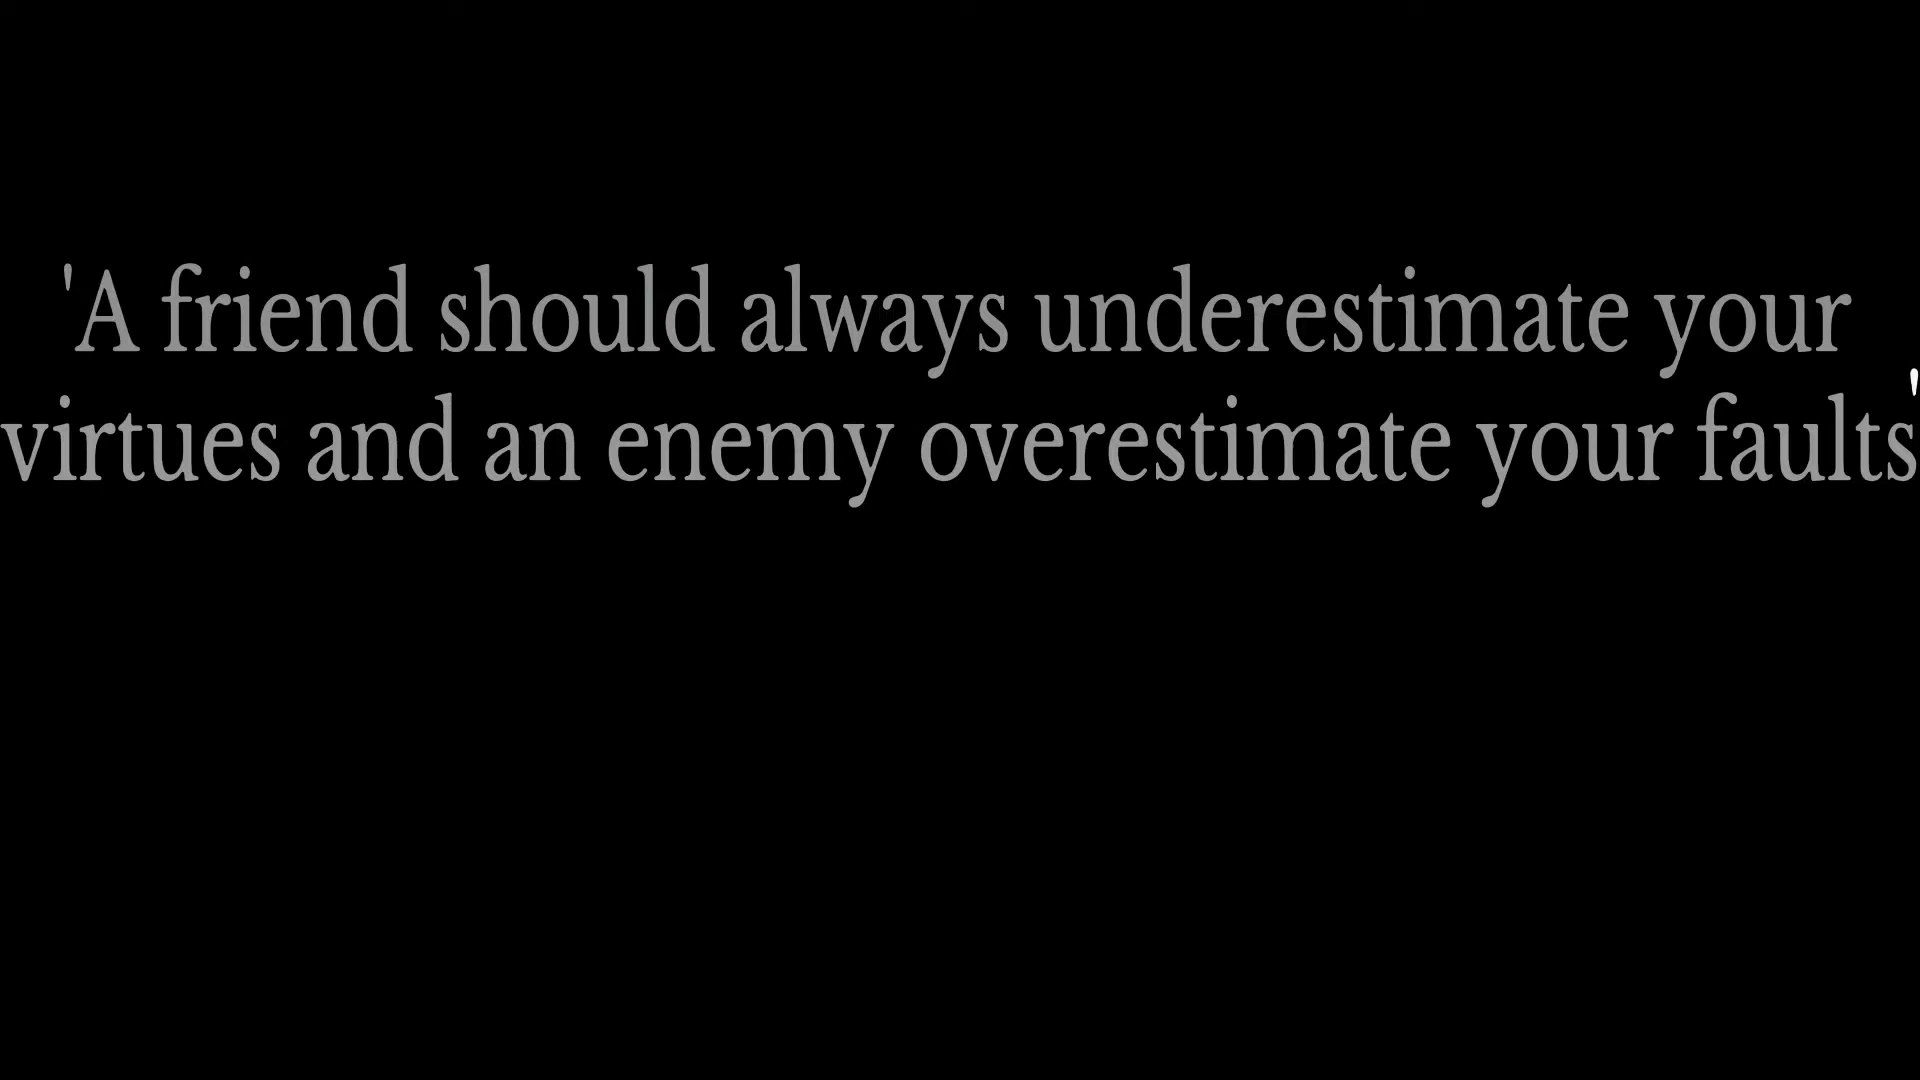 'A friend should always underestimate your
virtues and an enemy overestimate your faults'